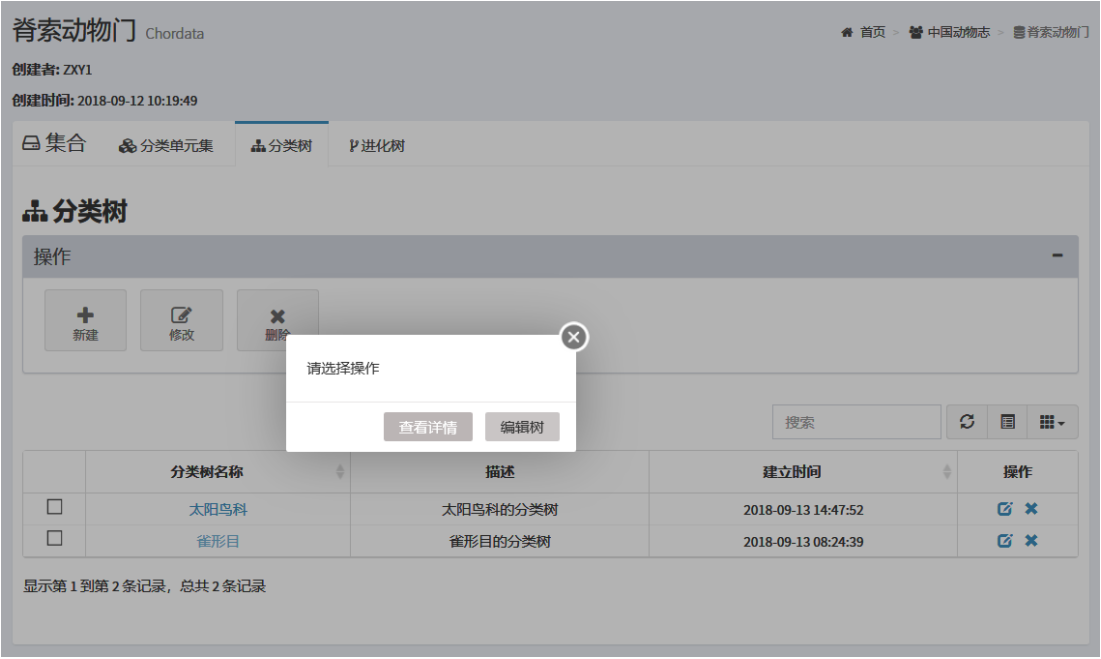 脊索动物门 Chordata
首页 > 中国动物志 > 脊索动物门
创建者: ZXY1
创建时间: 2018-09-12 10:19:49
集合 分类单元集 分类树 进化树
分类树
操作
新建 修改 删除
请选择操作
查看详情 编辑树
搜索
分类树名称 描述 建立时间 操作
太阳鸟科 太阳鸟科的分类树 2018-09-13 14:47:52
雀形目 雀形目的分类树 2018-09-13 08:24:39
显示第 1 到第 2 条记录，总共 2 条记录